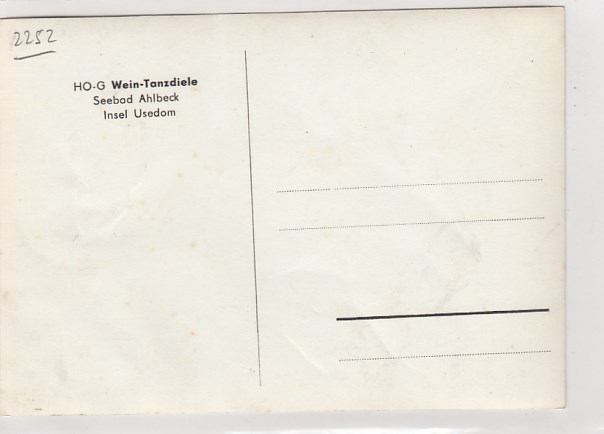 2252
HO-G Wein-Tanzdiele
Seebad Ahlbeck
Insel Usedom